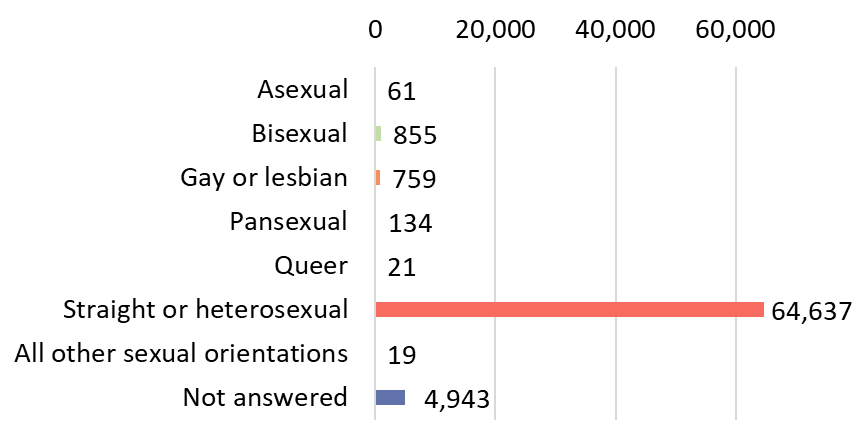 0 20,000 40,000 60,000
Asexual 61
Bisexual 855
Gay or lesbian 759
Pansexual 134
Queer 21
Straight or heterosexual 64,637
All other sexual orientations 19
Not answered 4,943